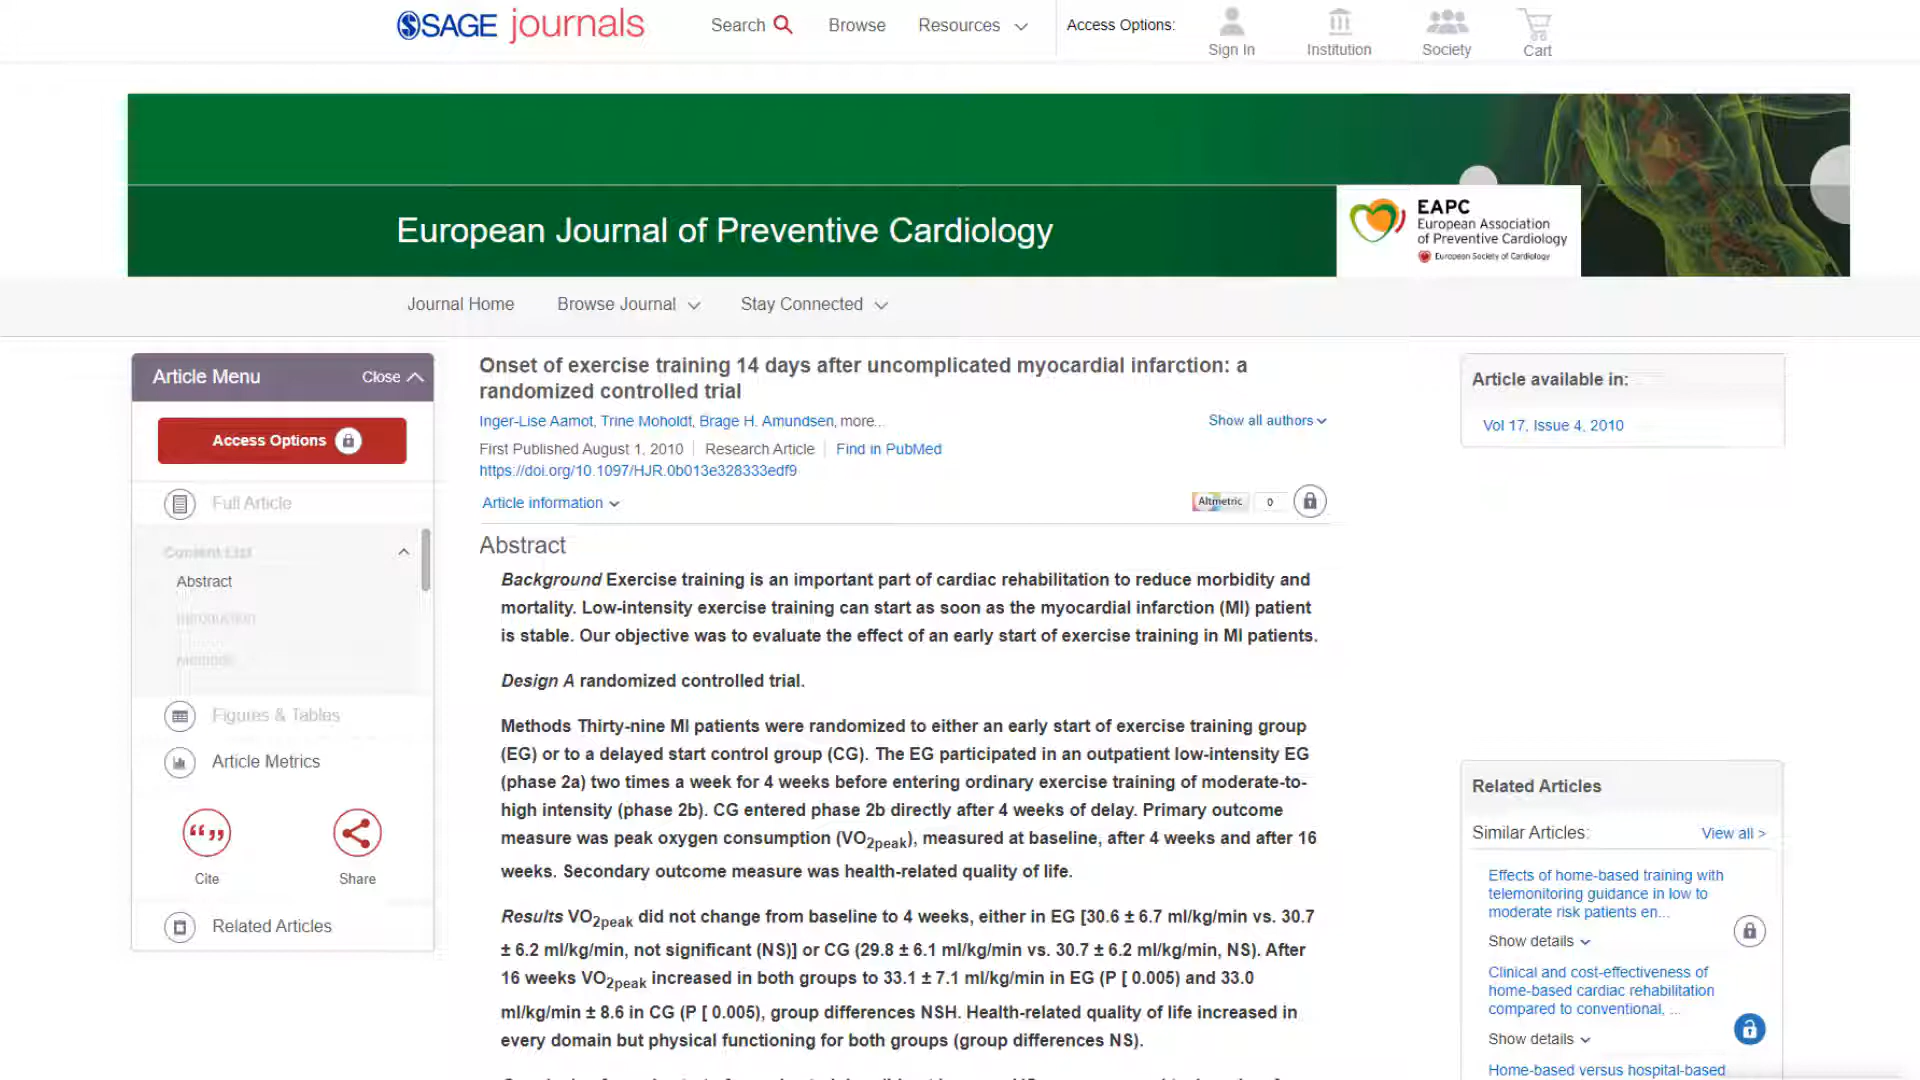 SAGE journals
Search
Browse
Resources
Access Options:
Sign In
Institution
Society
Cart
European Journal of Preventive Cardiology
EAPC
European Association
of Preventive Cardiology
European Society of Cardiology
Journal Home
Browse Journal
Stay Connected
Article Menu
Close
Access Options
Full Article
Content List
Abstract
Introduction
Methods
Figures & Tables
Article Metrics
Cite
Share
Related Articles
Onset of exercise training 14 days after uncomplicated myocardial infarction: a
randomized controlled trial
Inger-Lise Aamot, Trine Moholdt, Brage H. Amundsen, more...
Show all authors
First Published August 1, 2010
Research Article
Find in PubMed
https://doi.org/10.1097/HJR.0b013e328333edf9
Article information
Altmetric
0
Abstract
Background Exercise training is an important part of cardiac rehabilitation to reduce morbidity and
mortality. Low-intensity exercise training can start as soon as the myocardial infarction (MI) patient
is stable. Our objective was to evaluate the effect of an early start of exercise training in MI patients.
Design A randomized controlled trial.
Methods Thirty-nine MI patients were randomized to either an early start of exercise training group
(EG) or to a delayed start control group (CG). The EG participated in an outpatient low-intensity EG
(phase 2a) two times a week for 4 weeks before entering ordinary exercise training of moderate-to-
high intensity (phase 2b). CG entered phase 2b directly after 4 weeks of delay. Primary outcome
measure was peak oxygen consumption (VO2peak), measured at baseline, after 4 weeks and after 16
weeks. Secondary outcome measure was health-related quality of life.
Results VO2peak did not change from baseline to 4 weeks, either in EG [30.6 ± 6.7 ml/kg/min vs. 30.7
± 6.2 ml/kg/min, not significant (NS)] or CG (29.8 ± 6.1 ml/kg/min vs. 30.7 ± 6.2 ml/kg/min, NS). After
16 weeks VO2peak increased in both groups to 33.1 ± 7.1 ml/kg/min in EG (P [ 0.005) and 33.0
ml/kg/min ± 8.6 in CG (P [ 0.005), group differences NSH. Health-related quality of life increased in
every domain but physical functioning for both groups (group differences NS).
Article available in:
Vol 17, Issue 4, 2010
Related Articles
Similar Articles:
View all >
Effects of home-based training with
telemonitoring guidance in low to
moderate risk patients en...
Show details
Clinical and cost-effectiveness of
home-based cardiac rehabilitation
compared to conventional, ...
Show details
Home-based versus hospital-based